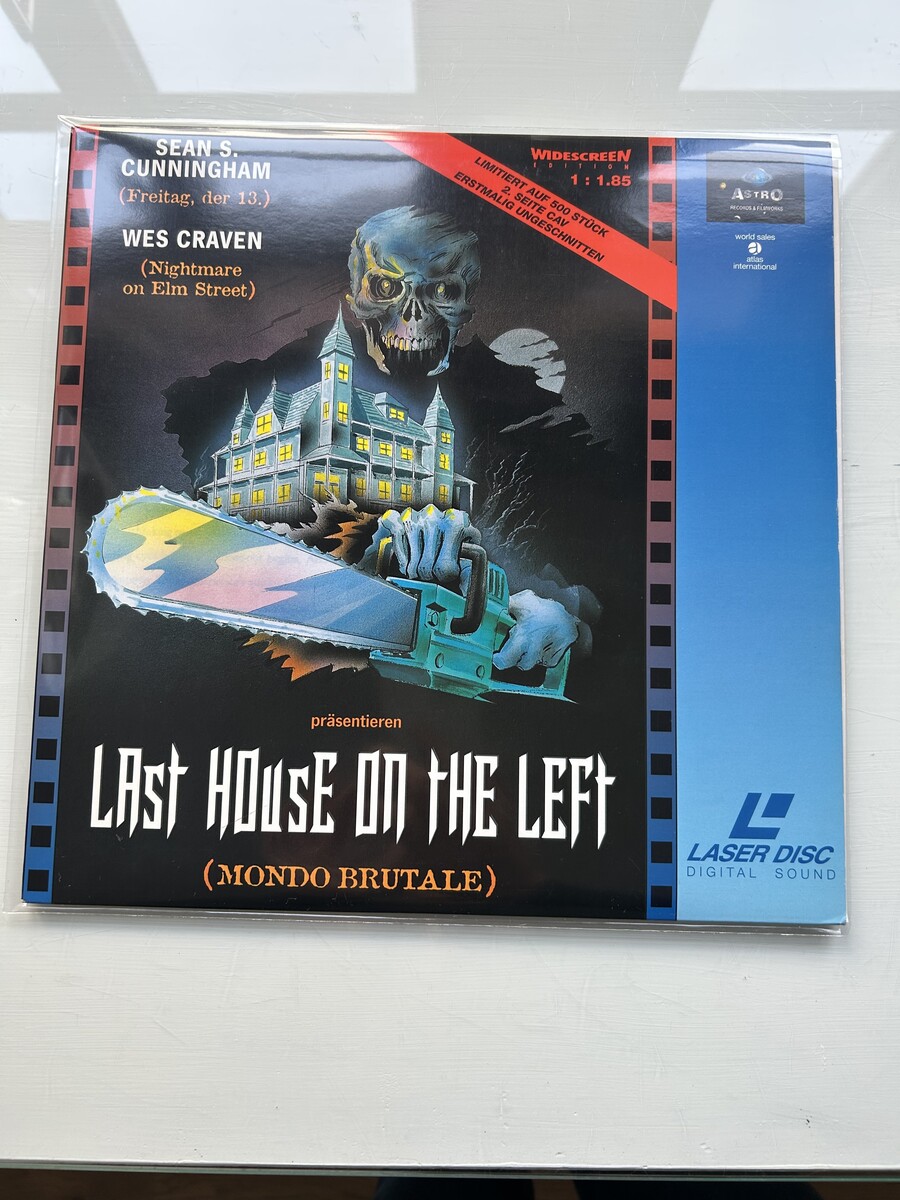 SEAN S.
CUNNINGHAM
(Freitag, der 13.)
WES CRAVEN
(Nightmare
on Elm Street)
LIMITIERT AUF 500 STÜCK
2. SEITE CAV
ERSTMALIG UNGESCHNITTEN
WIDESCREEN
EDITION
1 : 1.85
ASTRO
RECORDS & FILMWORKS
world sales
a
atlas
international
präsentieren
LAST HOUSE ON THE LEFT
(MONDO BRUTALE)
LASER DISC
DIGITAL SOUND